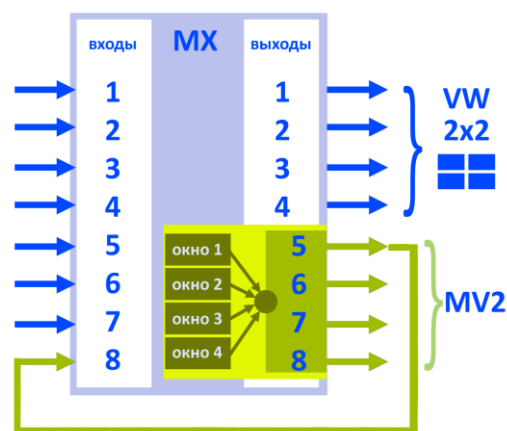 входы MX выходы
1 1
2 2
3 3
4 4
5 окно 1 5
6 окно 2 6
7 окно 3 7
8 окно 4 8
VW
2x2
MV2